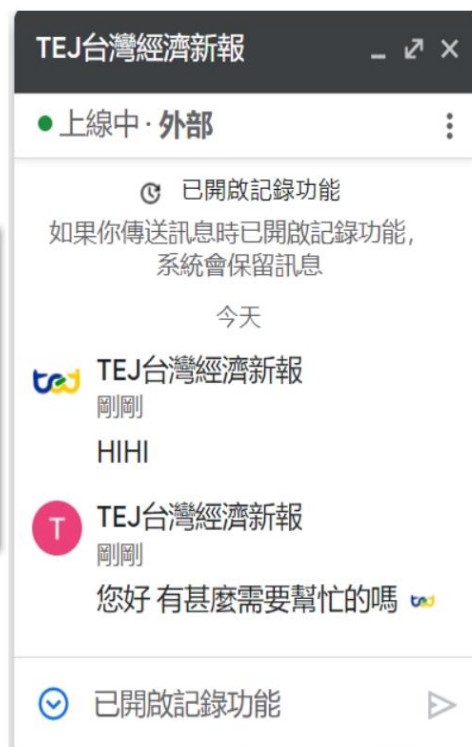 TEJ台灣經濟新報
上線中 · 外部
已開啟記錄功能
如果你傳送訊息時已開啟記錄功能，
系統會保留訊息
今天
tej
TEJ台灣經濟新報
剛剛
HIHI
T
TEJ台灣經濟新報
剛剛
您好 有甚麼需要幫忙的嗎 tej
已開啟記錄功能